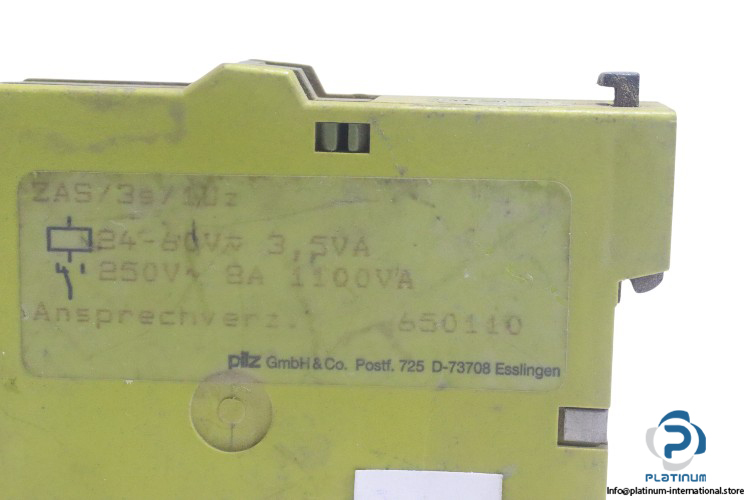 ZAS/3s/1Uz
24-60V≂ 3,5VA
250V~ 8A 1100VA
Ansprechverz. 650110
pilz GmbH & Co. Postf. 725 D-73708 Esslingen
PLATINUM
Info@platinum-international.store